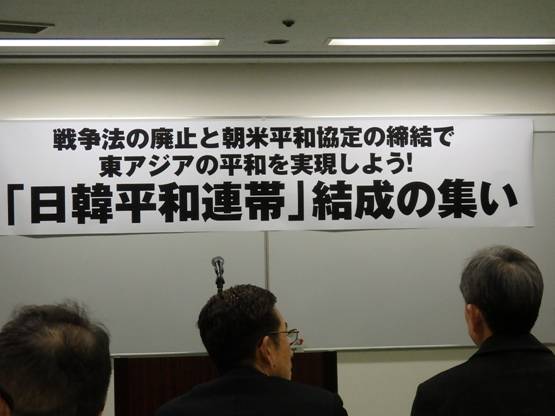 戦争法の廃止と朝米平和協定の締結で
東アジアの平和を実現しよう!
「日韓平和連帯」結成の集い